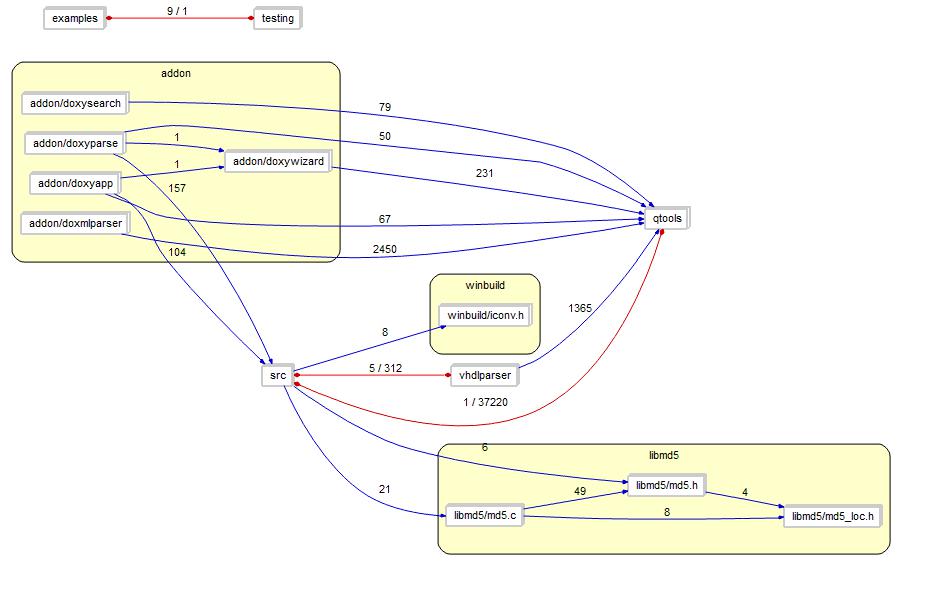 9 / 1
examples
testing
addon
addon/doxysearch
79
addon/doxyparse
1
50
addon/doxywizard
1
231
addon/doxyapp
157
67
qtools
addon/doxmlparser
104
2450
winbuild
1365
winbuild/iconv.h
8
src
5 / 312
vhdlparser
1 / 37220
6
libmd5
21
49
libmd5/md5.h
4
libmd5/md5.c
8
libmd5/md5_loc.h